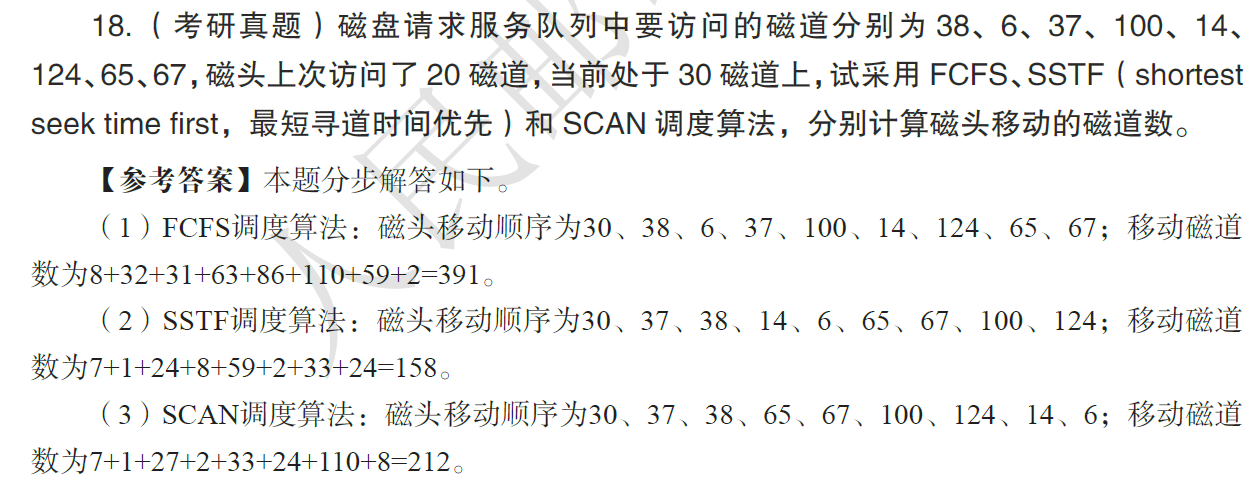 18.（考研真题）磁盘请求服务队列中要访问的磁道分别为 38、6、37、100、14、
124、65、67，磁头上次访问了 20 磁道，当前处于 30 磁道上，试采用 FCFS、SSTF（shortest
seek time first，最短寻道时间优先）和 SCAN 调度算法，分别计算磁头移动的磁道数。
【参考答案】本题分步解答如下。
（1）FCFS调度算法：磁头移动顺序为30、38、6、37、100、14、124、65、67；移动磁道
数为8+32+31+63+86+110+59+2=391。
（2）SSTF调度算法：磁头移动顺序为30、37、38、14、6、65、67、100、124；移动磁道
数为7+1+24+8+59+2+33+24=158。
（3）SCAN调度算法：磁头移动顺序为30、37、38、65、67、100、124、14、6；移动磁道
数为7+1+27+2+33+24+110+8=212。
人民邮